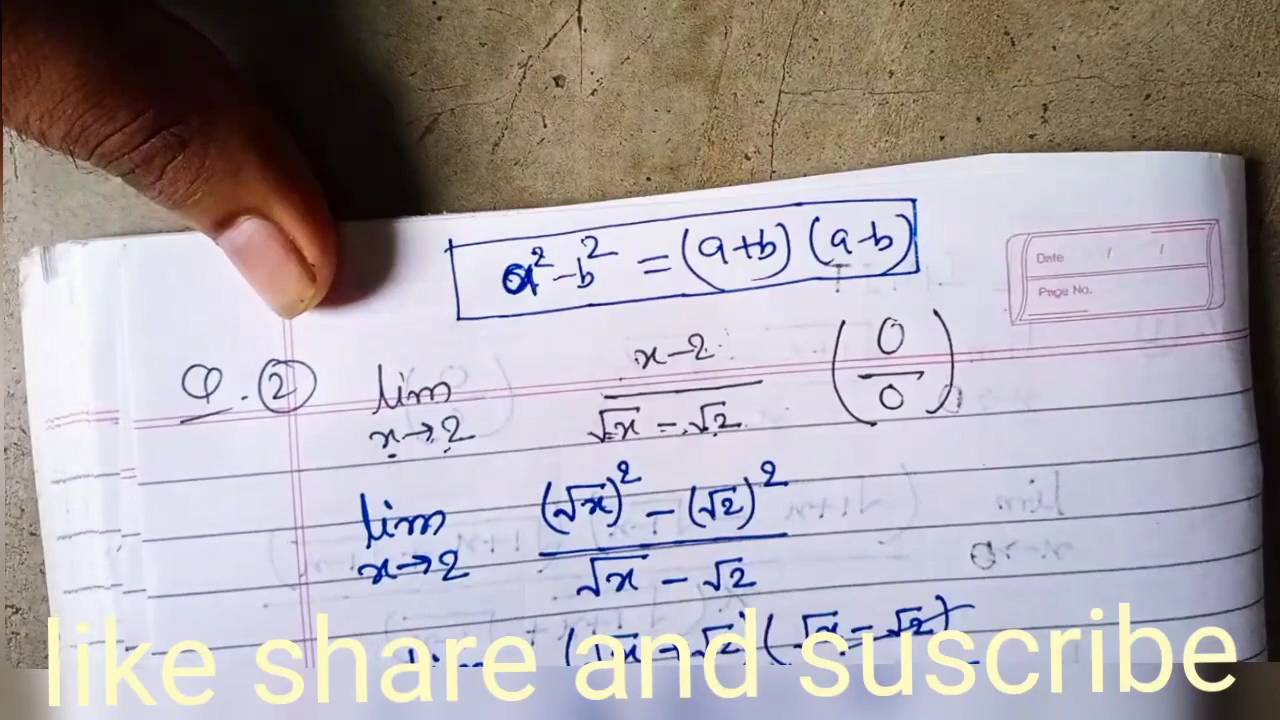 a² - b² = (a+b) (a-b)
Date / /
Page No.
Q. ② lim x→2 x-2 / √x - √2 (0/0)
lim x→2 (√x)² - (√2)² / √x - √2
(√x - √2)
like share and suscribe